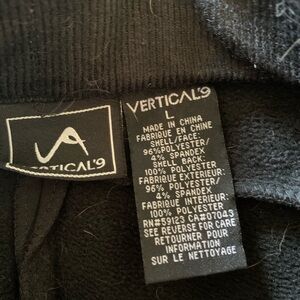 VERTICAL'9
VERTICAL'9
L
MADE IN CHINA
FABRIQUE EN CHINE
SHELL/FACE:
96%POLYESTER/
4% SPANDEX
SHELL BACK:
100% POLYESTER
FABRIQUE EXTERIEUR:
96% POLYESTER/
4% SPANDEX
FABRIQUE INTERIEUR:
100% POLYESTER
RN#59123 CA#07043
SEE REVERSE FOR CARE
RETOURNER POUR
INFORMATION
SUR LE NETTOYAGE